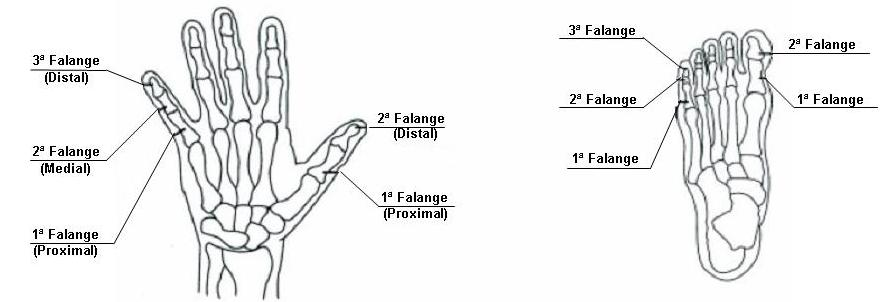 3ª Falange
(Distal)
2ª Falange
(Medial)
1ª Falange
(Proximal)
2ª Falange
(Distal)
1ª Falange
(Proximal)
3ª Falange
2ª Falange
1ª Falange
2ª Falange
1ª Falange